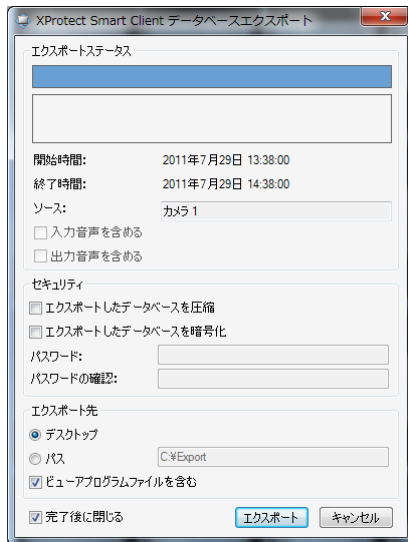 XProtect Smart Client データベースエクスポート
エクスポートステータス
開始時間: 2011年7月29日 13:38:00
終了時間: 2011年7月29日 14:38:00
ソース: カメラ 1
入力音声を含める
出力音声を含める
セキュリティ
エクスポートしたデータベースを圧縮
エクスポートしたデータベースを暗号化
パスワード:
パスワードの確認:
エクスポート先
デスクトップ
パス C:¥Export
ビューアプログラムファイルを含む
完了後に閉じる エクスポート キャンセル